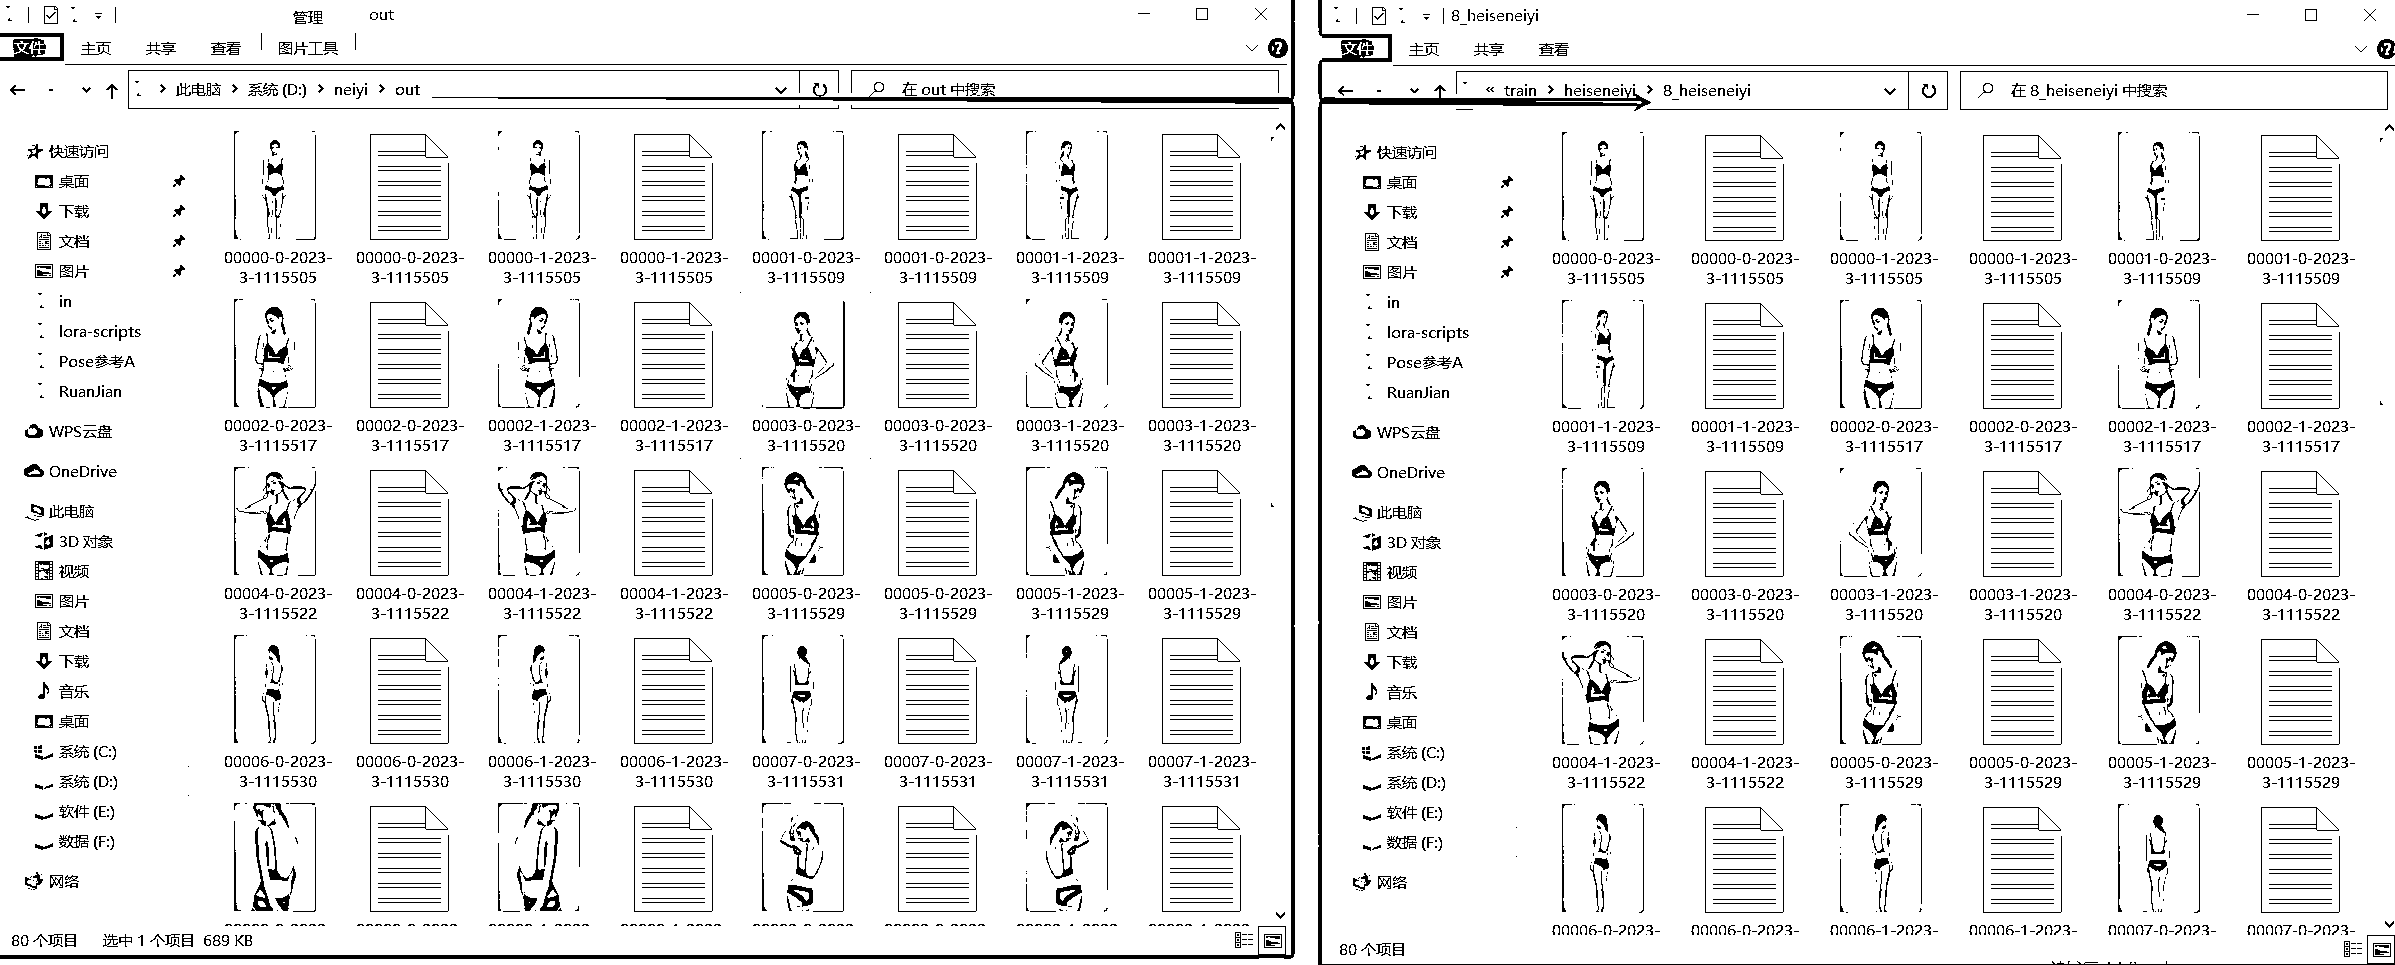 管理 out
文件 主页 共享 查看 图片工具
此电脑 系统 (D:) neiyi out
在 out 中搜索
快速访问
桌面
下载
文档
图片
in
lora-scripts
Pose参考A
RuanJian
WPS云盘
OneDrive
此电脑
3D 对象
视频
图片
文档
下载
音乐
桌面
系统 (C:)
系统 (D:)
软件 (E:)
数据 (F:)
网络
00000-0-2023- 00000-0-2023- 00000-1-2023- 00000-1-2023- 00001-0-2023- 00001-0-2023- 00001-1-2023- 00001-1-2023-
3-1115505 3-1115505 3-1115505 3-1115505 3-1115509 3-1115509 3-1115509 3-1115509
00002-0-2023- 00002-0-2023- 00002-1-2023- 00002-1-2023- 00003-0-2023- 00003-0-2023- 00003-1-2023- 00003-1-2023-
3-1115517 3-1115517 3-1115517 3-1115517 3-1115520 3-1115520 3-1115520 3-1115520
00004-0-2023- 00004-0-2023- 00004-1-2023- 00004-1-2023- 00005-0-2023- 00005-0-2023- 00005-1-2023- 00005-1-2023-
3-1115522 3-1115522 3-1115522 3-1115522 3-1115529 3-1115529 3-1115529 3-1115529
00006-0-2023- 00006-0-2023- 00006-1-2023- 00006-1-2023- 00007-0-2023- 00007-0-2023- 00007-1-2023- 00007-1-2023-
3-1115530 3-1115530 3-1115530 3-1115530 3-1115531 3-1115531 3-1115531 3-1115531
80 个项目 选中 1 个项目 689 KB
8_heiseneiyi
文件 主页 共享 查看
« train heiseneiyi 8_heiseneiyi
在 8_heiseneiyi 中搜索
快速访问
桌面
下载
文档
图片
in
lora-scripts
Pose参考A
RuanJian
WPS云盘
OneDrive
此电脑
3D 对象
视频
图片
文档
下载
音乐
桌面
系统 (C:)
系统 (D:)
软件 (E:)
数据 (F:)
网络
00000-0-2023- 00000-0-2023- 00000-1-2023- 00000-1-2023- 00001-0-2023- 00001-0-2023-
3-1115505 3-1115505 3-1115505 3-1115505 3-1115509 3-1115509
00001-1-2023- 00001-1-2023- 00002-0-2023- 00002-0-2023- 00002-1-2023- 00002-1-2023-
3-1115509 3-1115509 3-1115517 3-1115517 3-1115517 3-1115517
00003-0-2023- 00003-0-2023- 00003-1-2023- 00003-1-2023- 00004-0-2023- 00004-0-2023-
3-1115520 3-1115520 3-1115520 3-1115520 3-1115522 3-1115522
00004-1-2023- 00004-1-2023- 00005-0-2023- 00005-0-2023- 00005-1-2023- 00005-1-2023-
3-1115522 3-1115522 3-1115529 3-1115529 3-1115529 3-1115529
00006-0-2023- 00006-0-2023- 00006-1-2023- 00006-1-2023- 00007-0-2023- 00007-0-2023-
80 个项目